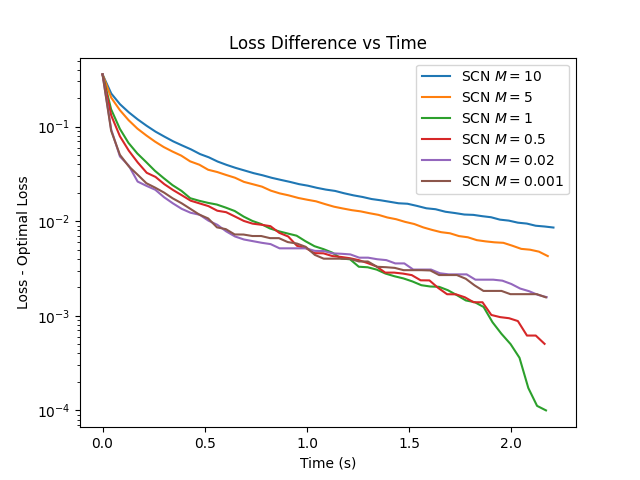 Loss Difference vs Time
SCN M = 10
SCN M = 5
SCN M = 1
SCN M = 0.5
SCN M = 0.02
SCN M = 0.001
Loss - Optimal Loss
10⁻¹
10⁻²
10⁻³
10⁻⁴
0.0 0.5 1.0 1.5 2.0
Time (s)